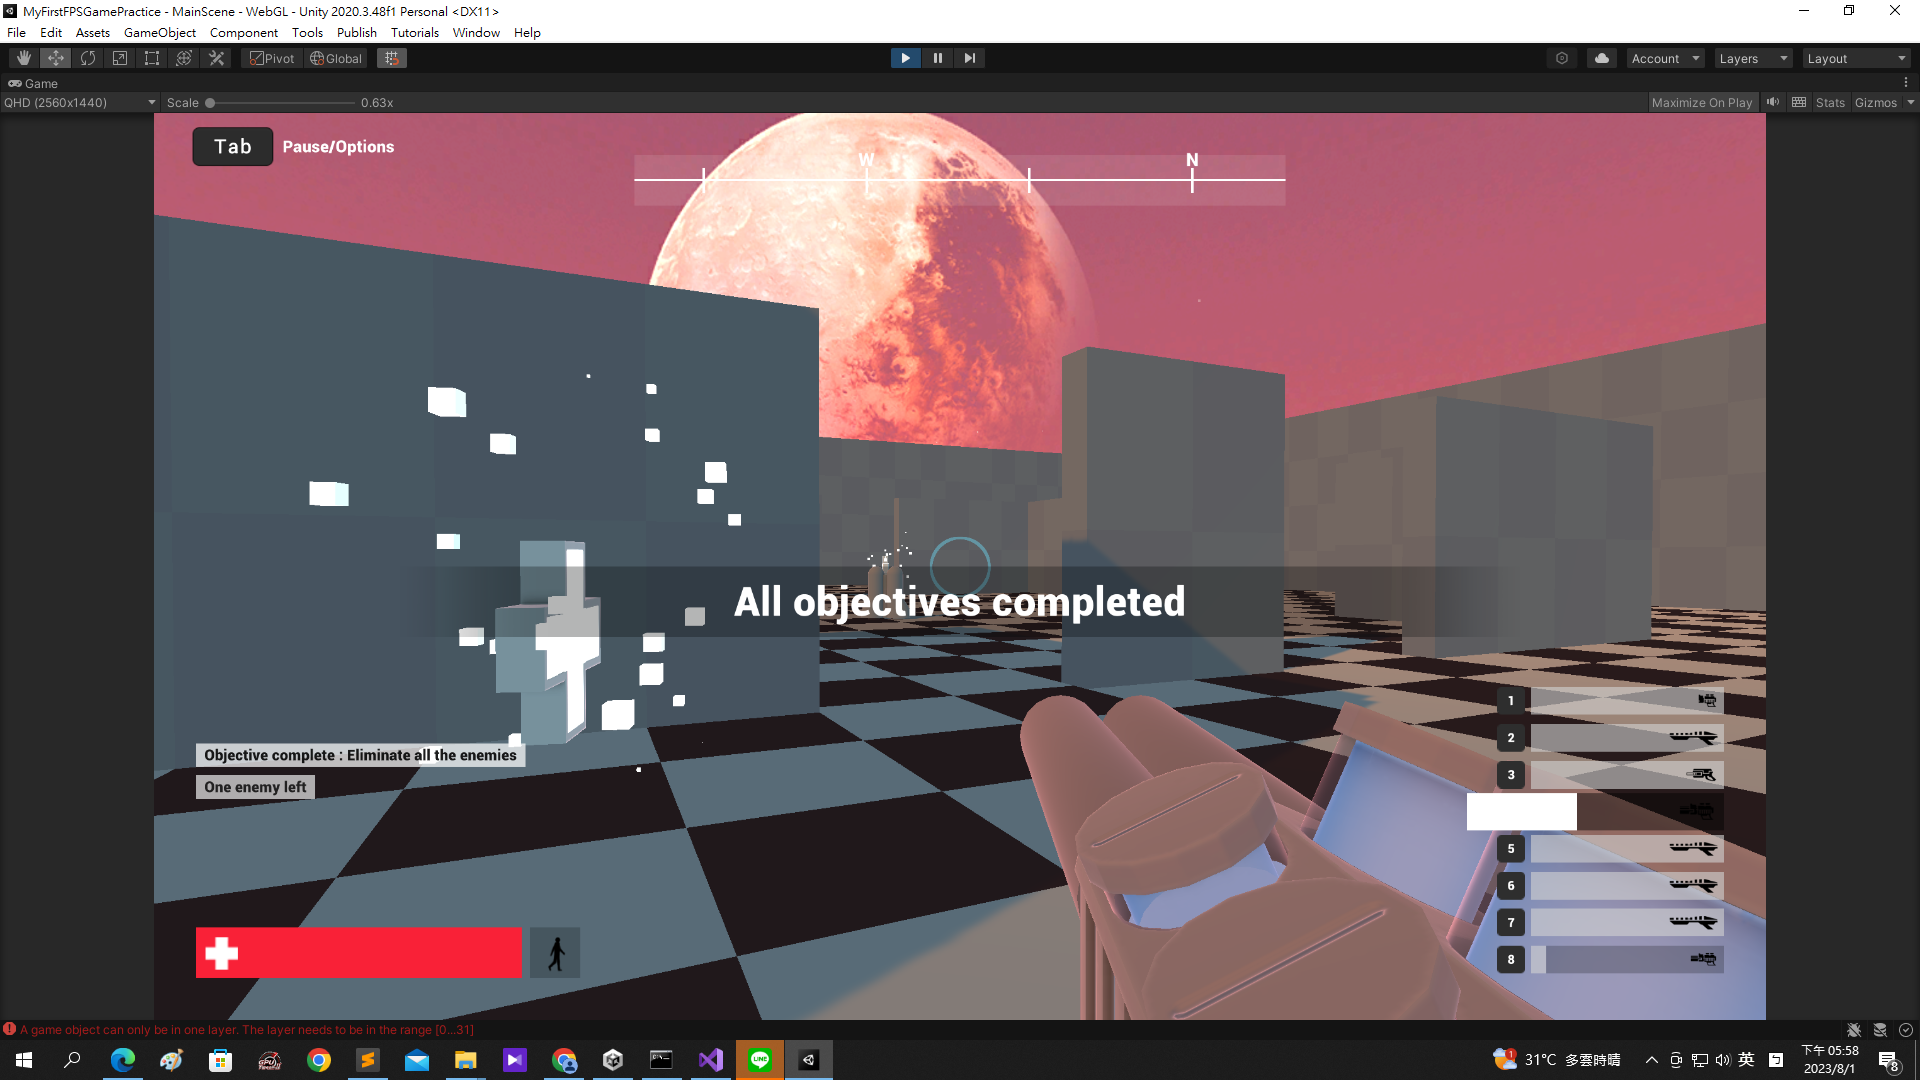 MyFirstFPSGamePractice - MainScene - WebGL - Unity 2020.3.48f1 Personal <DX11>
File Edit Assets GameObject Component Tools Publish Tutorials Window Help
Pivot Global Account Layers Layout
Game
QHD (2560x1440) Scale 0.63x Maximize On Play Stats Gizmos
Tab Pause/Options
W N
All objectives completed
1
2
3
5
6
7
8
Objective complete : Eliminate all the enemies
One enemy left
A game object can only be in one layer. The layer needs to be in the range [0...31]
1 31°C 多雲時晴 英 下午 05:58
2023/8/1 8
LINE